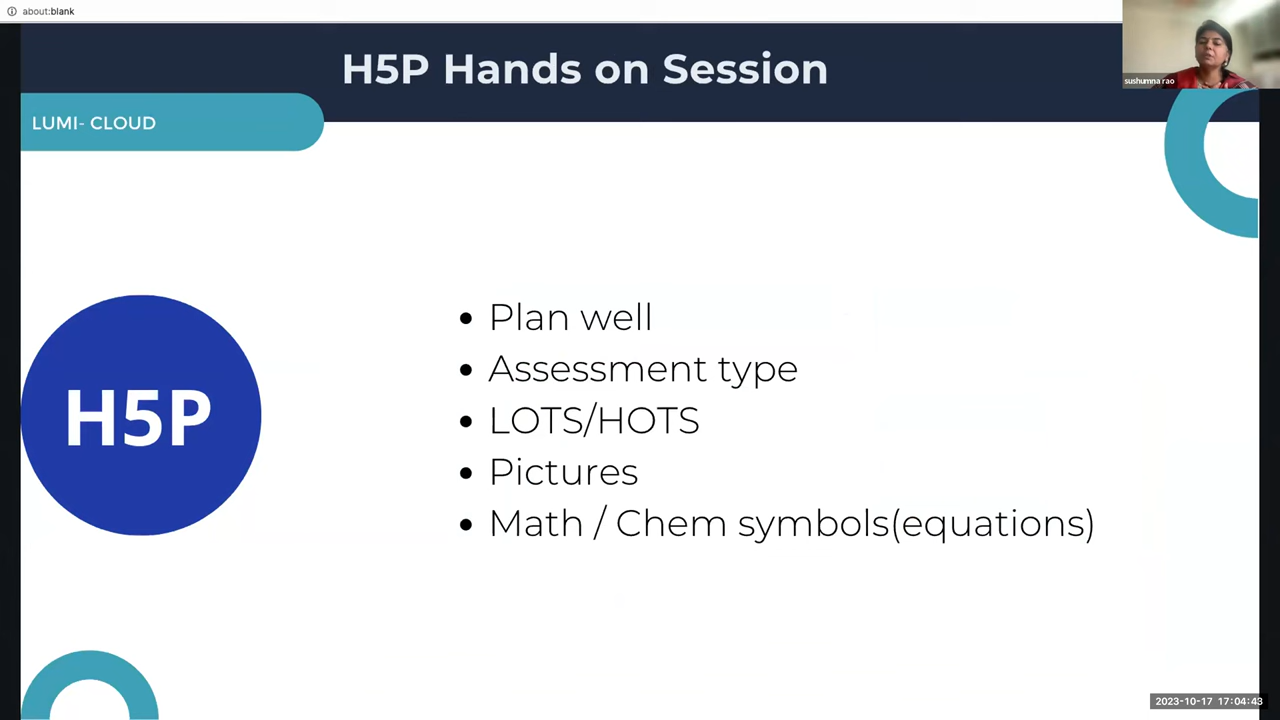 about:blank
H5P Hands on Session
sushumna rao
LUMI- CLOUD
H5P
• Plan well
• Assessment type
• LOTS/HOTS
• Pictures
• Math / Chem symbols(equations)
2023-10-17 17:04:43